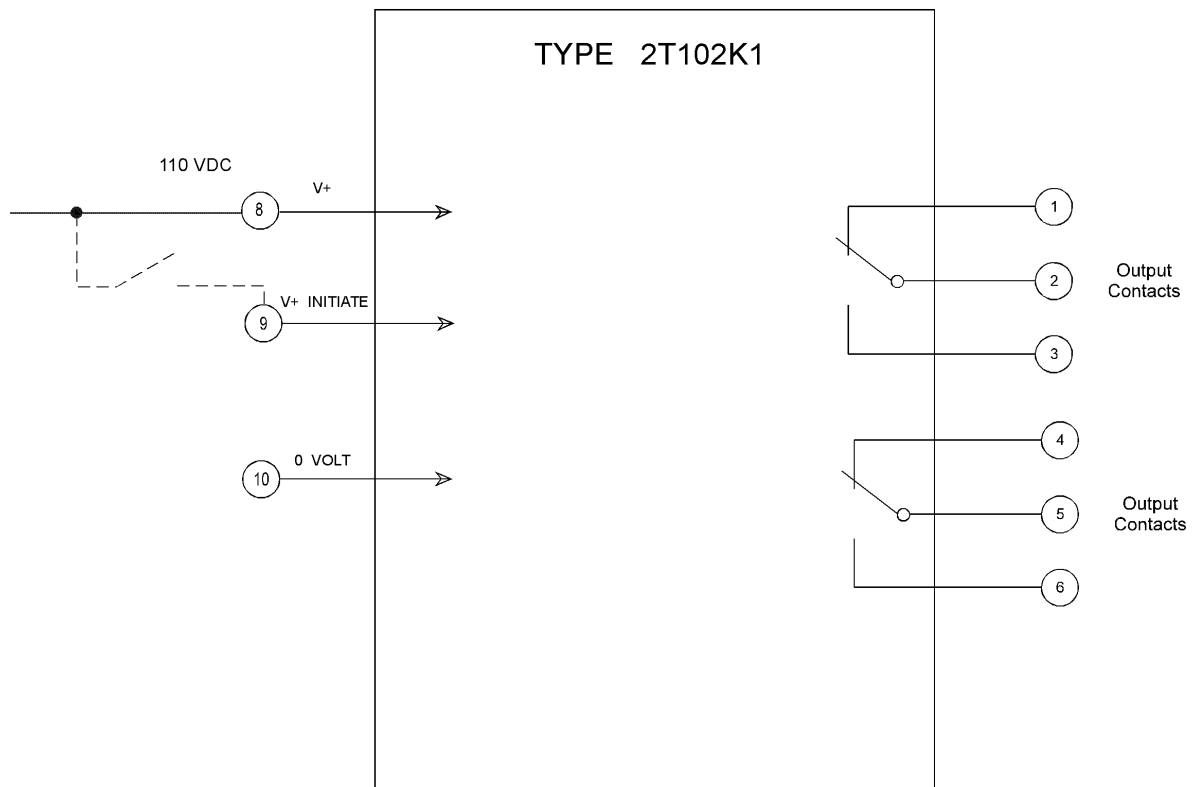 TYPE 2T102K1
110 VDC
8
V+
V+ INITIATE
9
0 VOLT
10
1
2
Output
Contacts
3
4
5
Output
Contacts
6